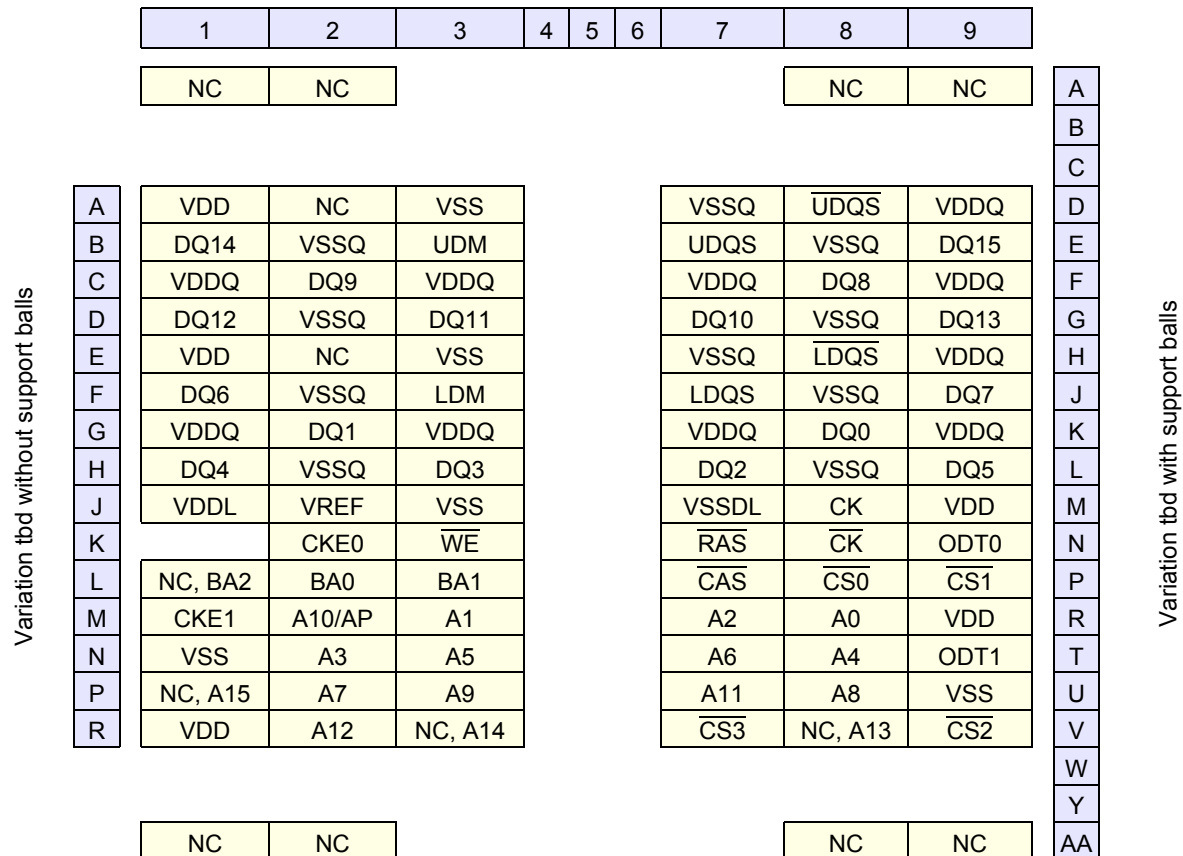 1 2 3 4 5 6 7 8 9
NC NC NC NC A
B
C
A VDD NC VSS VSSQ UDQS VDDQ D
B DQ14 VSSQ UDM UDQS VSSQ DQ15 E
C VDDQ DQ9 VDDQ VDDQ DQ8 VDDQ F
D DQ12 VSSQ DQ11 DQ10 VSSQ DQ13 G
E VDD NC VSS VSSQ LDQS VDDQ H
F DQ6 VSSQ LDM LDQS VSSQ DQ7 J
G VDDQ DQ1 VDDQ VDDQ DQ0 VDDQ K
H DQ4 VSSQ DQ3 DQ2 VSSQ DQ5 L
J VDDL VREF VSS VSSDL CK VDD M
K CKE0 WE RAS CK ODT0 N
L NC, BA2 BA0 BA1 CAS CS0 CS1 P
M CKE1 A10/AP A1 A2 A0 VDD R
N VSS A3 A5 A6 A4 ODT1 T
P NC, A15 A7 A9 A11 A8 VSS U
R VDD A12 NC, A14 CS3 NC, A13 CS2 V
W
Y
NC NC NC NC AA
Variation tbd without support balls
Variation tbd with support balls